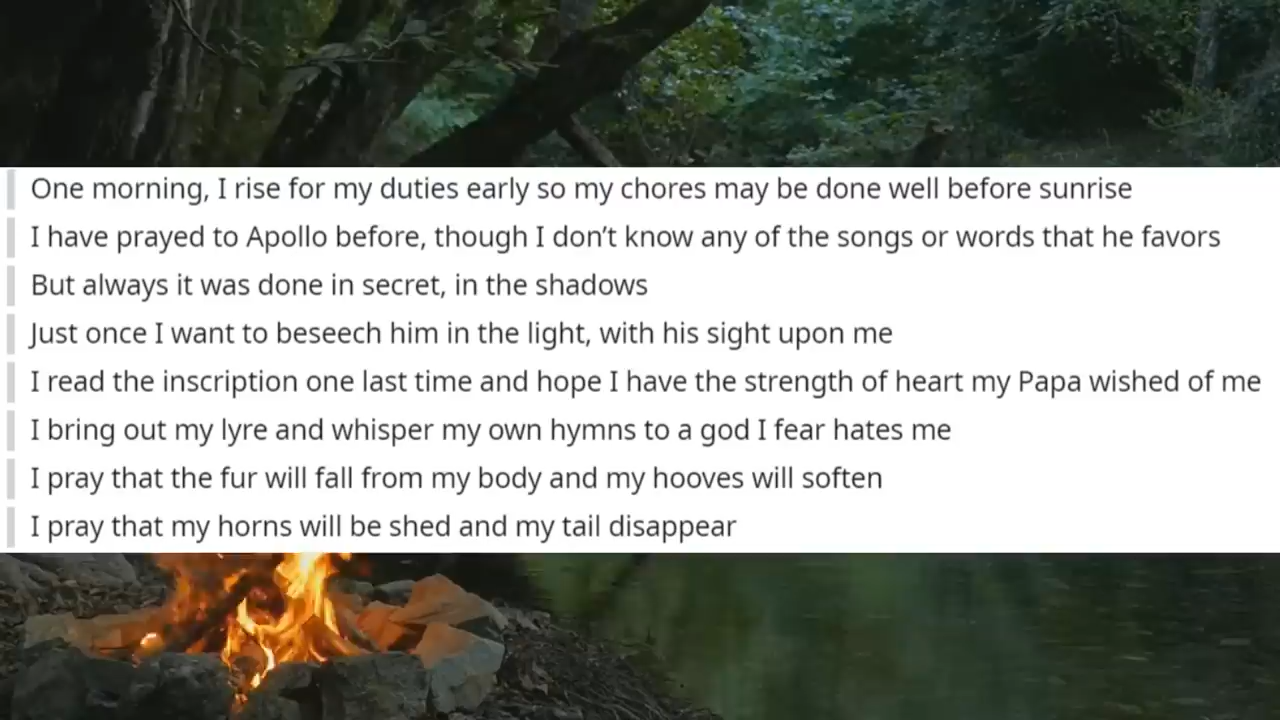 One morning, I rise for my duties early so my chores may be done well before sunrise
I have prayed to Apollo before, though I don’t know any of the songs or words that he favors
But always it was done in secret, in the shadows
Just once I want to beseech him in the light, with his sight upon me
I read the inscription one last time and hope I have the strength of heart my Papa wished of me
I bring out my lyre and whisper my own hymns to a god I fear hates me
I pray that the fur will fall from my body and my hooves will soften
I pray that my horns will be shed and my tail disappear